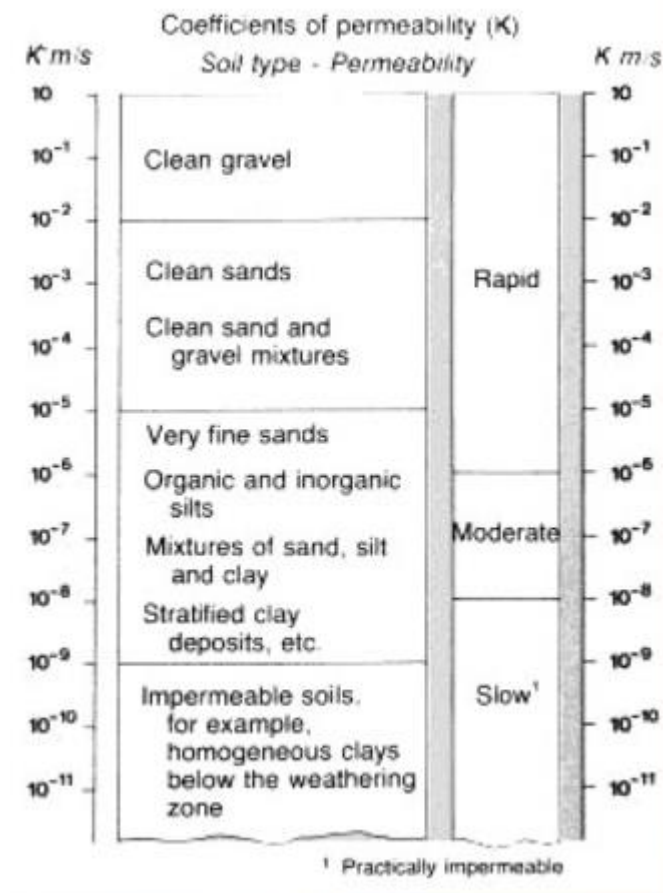 Coefficients of permeability (K)
K m/s
Soil type - Permeability
K m/s
10
10⁻¹
10⁻²
10⁻³
10⁻⁴
10⁻⁵
10⁻⁶
10⁻⁷
10⁻⁸
10⁻⁹
10⁻¹⁰
10⁻¹¹
Clean gravel
Clean sands
Clean sand and
gravel mixtures
Very fine sands
Organic and inorganic
silts
Mixtures of sand, silt
and clay
Stratified clay
deposits, etc.
Impermeable soils,
for example,
homogeneous clays
below the weathering
zone
Rapid
Moderate
Slow¹
10
10⁻¹
10⁻²
10⁻³
10⁻⁴
10⁻⁵
10⁻⁶
10⁻⁷
10⁻⁸
10⁻⁹
10⁻¹⁰
10⁻¹¹
¹ Practically impermeable